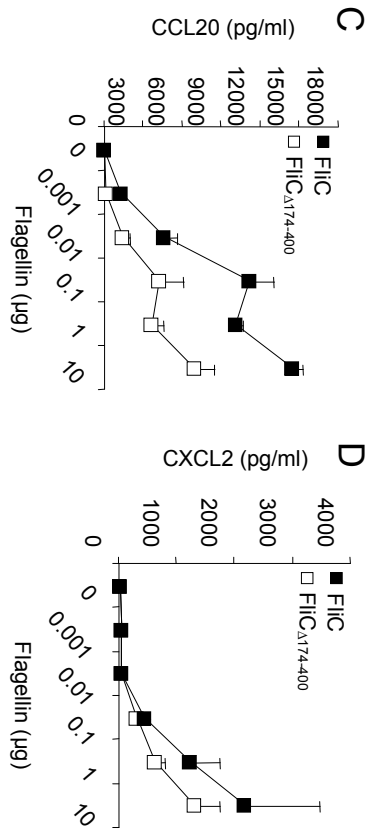 C
CCL20 (pg/ml)
18000
15000
12000
9000
6000
3000
0
FliC
FliCΔ174-400
0
0.001
0.01
0.1
1
10
Flagellin (µg)
D
CXCL2 (pg/ml)
4000
3000
2000
1000
0
FliC
FliCΔ174-400
0
0.001
0.01
0.1
1
10
Flagellin (µg)